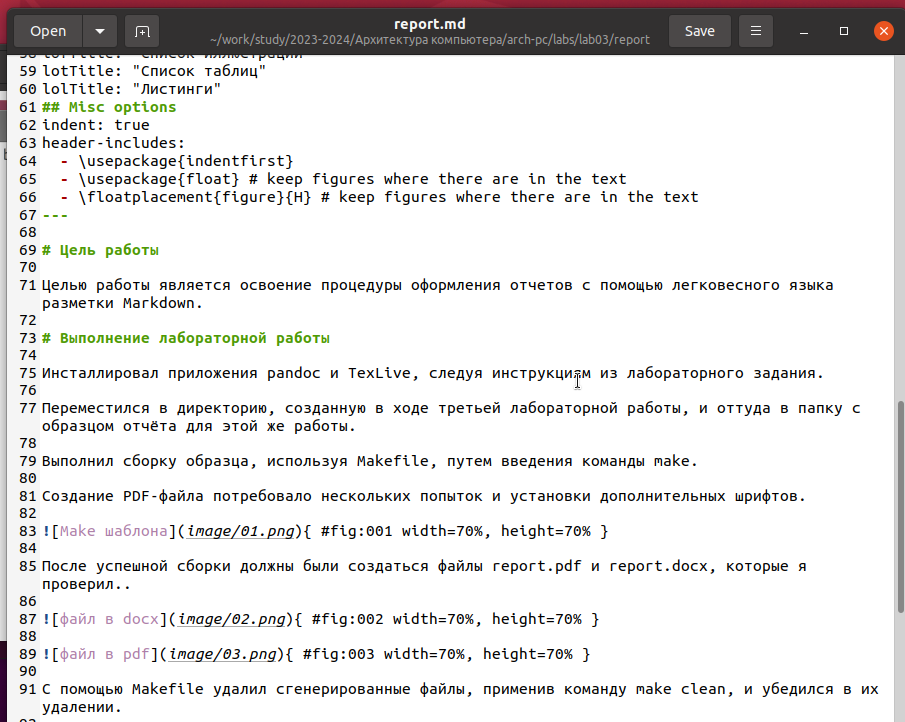 Open
report.md
~/work/study/2023-2024/Архитектура компьютера/arch-pc/labs/lab03/report
Save
59 lotTitle: "Список таблиц"
60 lolTitle: "Листинги"
61 ## Misc options
62 indent: true
63 header-includes:
64   - \usepackage{indentfirst}
65   - \usepackage{float} # keep figures where there are in the text
66   - \floatplacement{figure}{H} # keep figures where there are in the text
67 ---
68
69 # Цель работы
70
71 Целью работы является освоение процедуры оформления отчетов с помощью легковесного языка
разметки Markdown.
72
73 # Выполнение лабораторной работы
74
75 Инсталлировал приложения pandoc и TexLive, следуя инструкциям из лабораторного задания.
76
77 Переместился в директорию, созданную в ходе третьей лабораторной работы, и оттуда в папку с
образцом отчёта для этой же работы.
78
79 Выполнил сборку образца, используя Makefile, путем введения команды make.
80
81 Создание PDF-файла потребовало нескольких попыток и установки дополнительных шрифтов.
82
83 ![Make шаблона](image/01.png){ #fig:001 width=70%, height=70% }
84
85 После успешной сборки должны были создаться файлы report.pdf и report.docx, которые я
проверил..
86
87 ![файл в docx](image/02.png){ #fig:002 width=70%, height=70% }
88
89 ![файл в pdf](image/03.png){ #fig:003 width=70%, height=70% }
90
91 С помощью Makefile удалил сгенерированные файлы, применив команду make clean, и убедился в их
удалении.